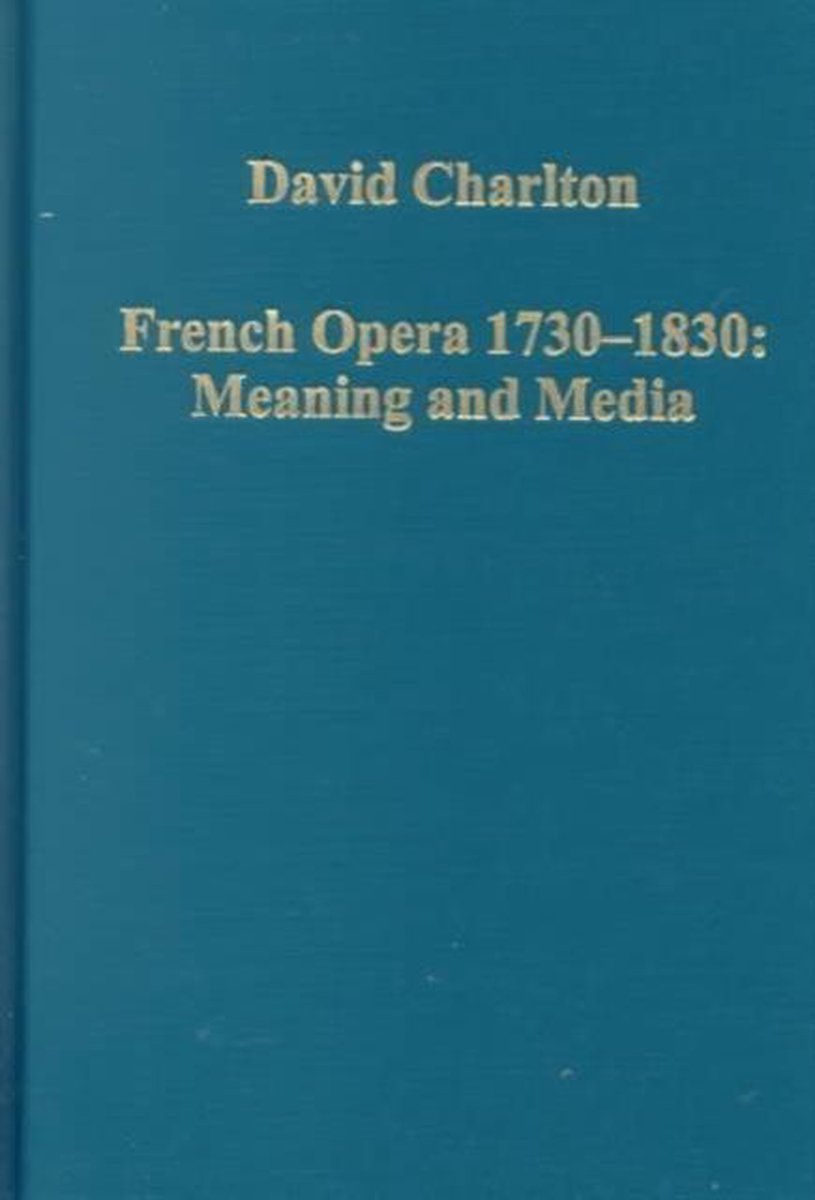 David Charlton
French Opera 1730–1830:
Meaning and Media